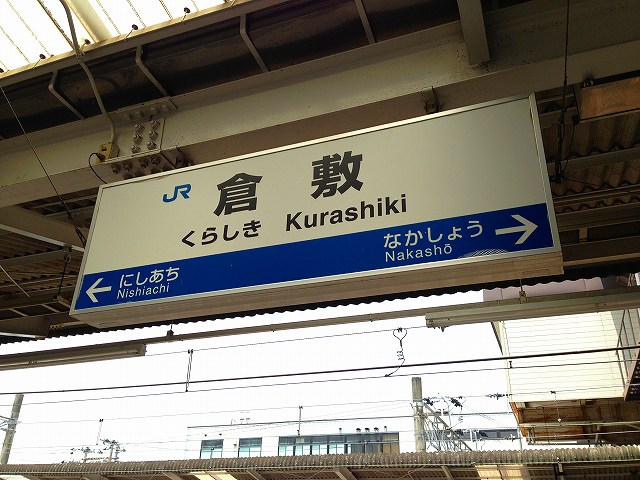 JR 倉敷
くらしき Kurashiki
← にしあち
Nishiachi
なかしょう →
Nakashō